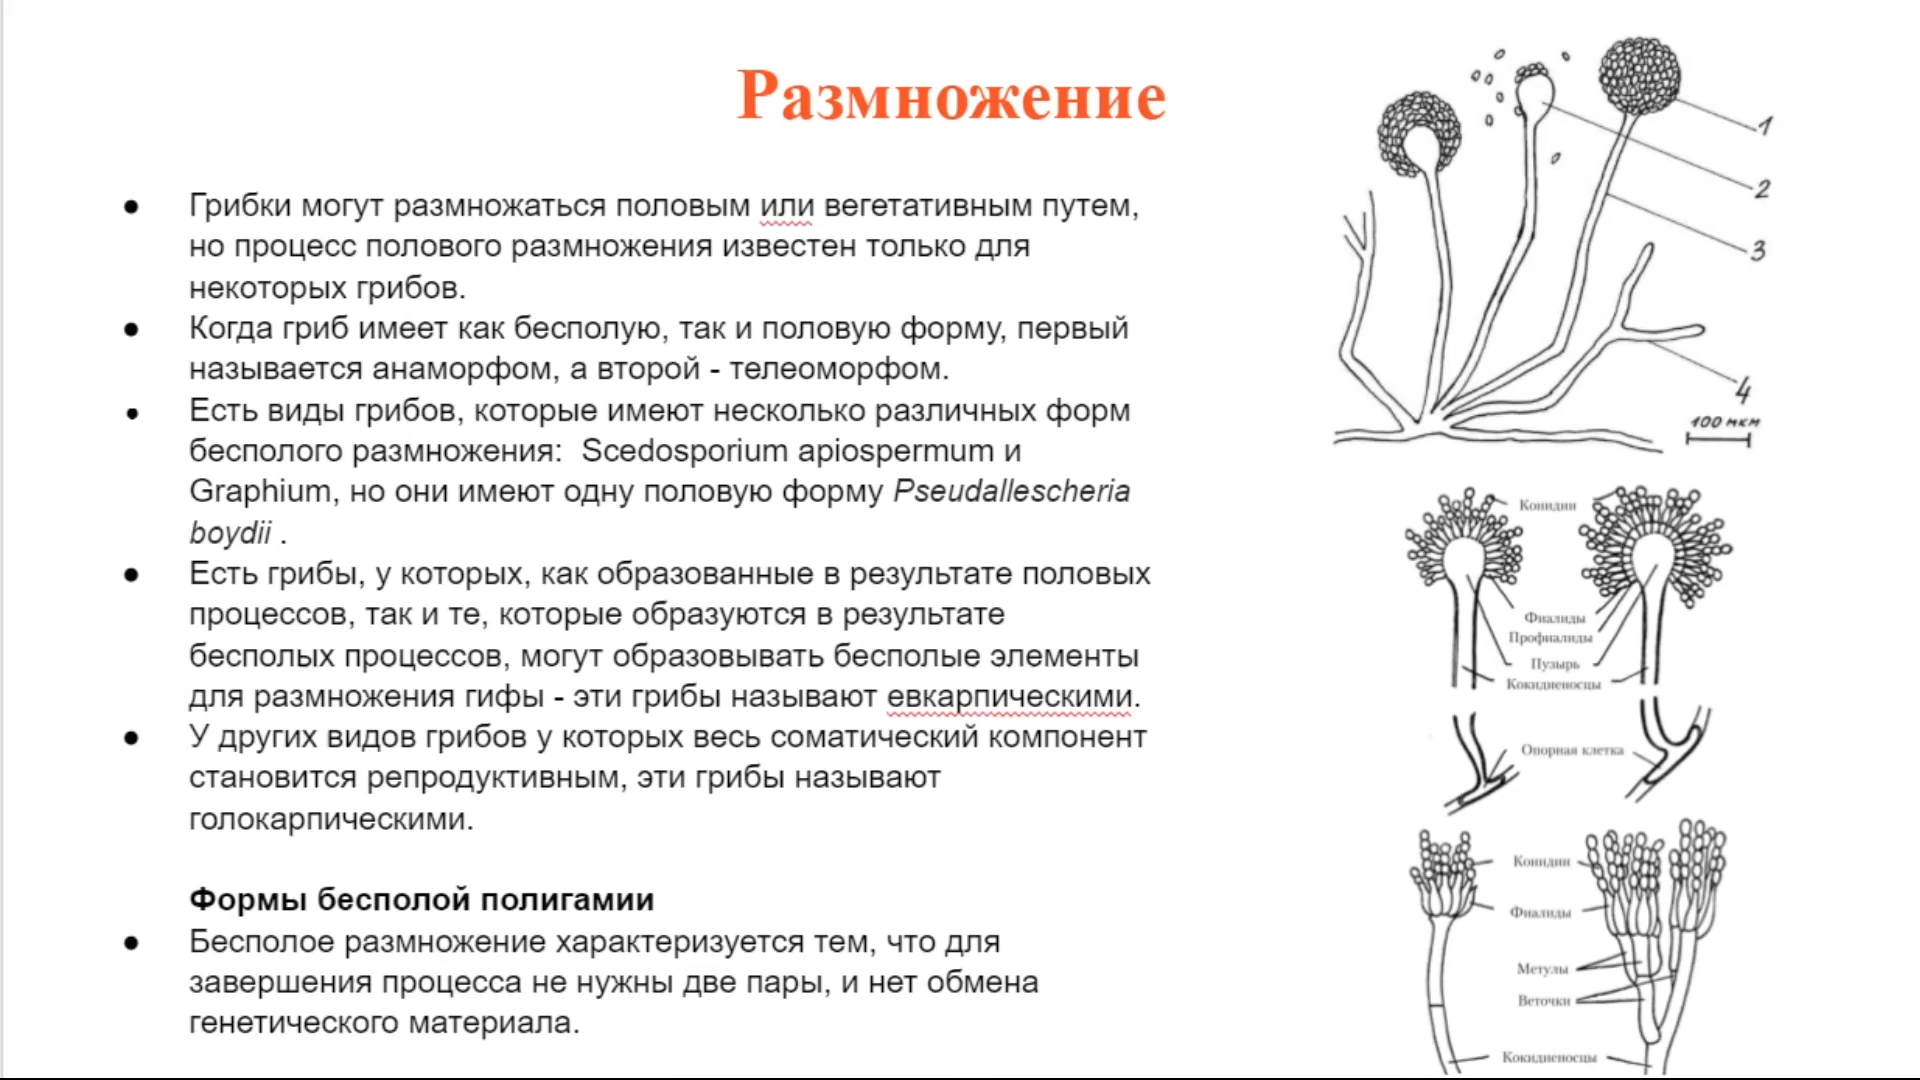 Размножение
● Грибки могут размножаться половым или вегетативным путем,
но процесс полового размножения известен только для
некоторых грибов.
● Когда гриб имеет как бесполую, так и половую форму, первый
называется анаморфом, а второй - телеоморфом.
● Есть виды грибов, которые имеют несколько различных форм
бесполого размножения: Scedosporium apiospermum и
Graphium, но они имеют одну половую форму Pseudallescheria
boydii .
● Есть грибы, у которых, как образованные в результате половых
процессов, так и те, которые образуются в результате
бесполых процессов, могут образовывать бесполые элементы
для размножения гифы - эти грибы называют евкарпическими.
● У других видов грибов у которых весь соматический компонент
становится репродуктивным, эти грибы называют
голокарпическими.
Формы бесполой полигамии
● Бесполое размножение характеризуется тем, что для
завершения процесса не нужны две пары, и нет обмена
генетического материала.
1
2
3
4
100 мкм
Конидии
Фиалиды
Профиалиды
Пузырь
Кокидиеносцы
Опорная клетка
Конидии
Фиалиды
Метулы
Веточки
Кокидиеносцы